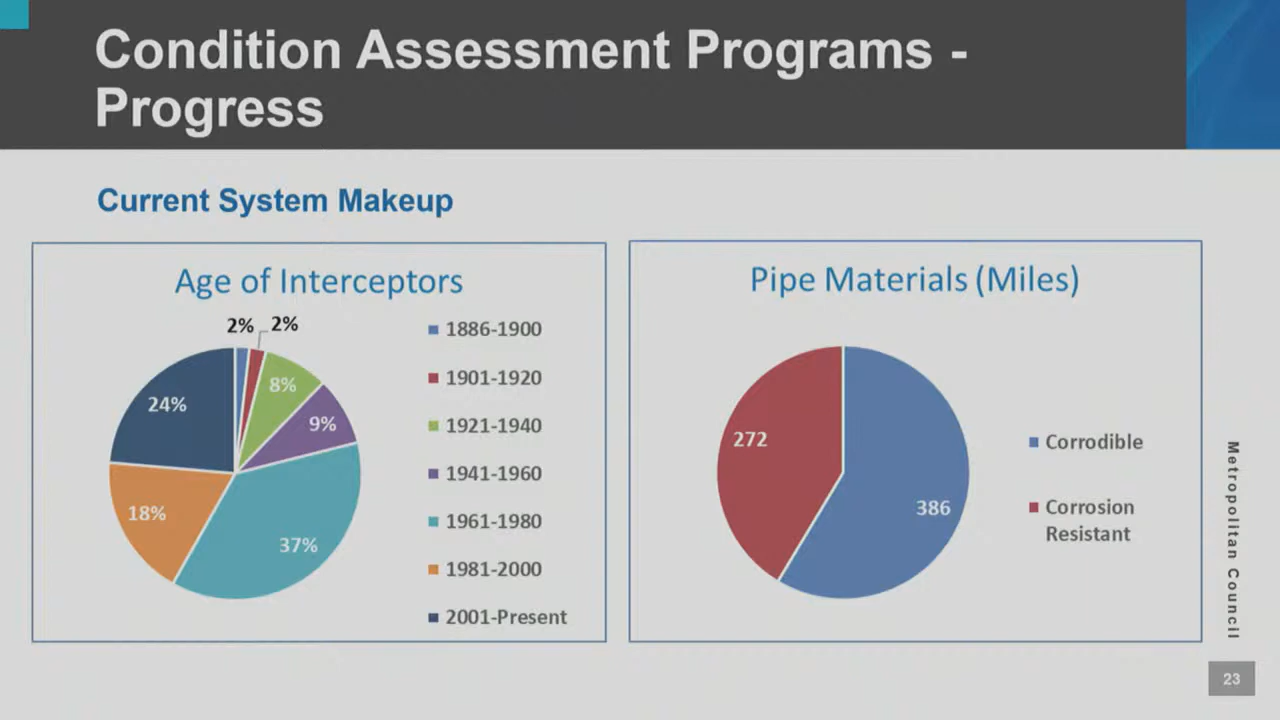 Condition Assessment Programs -
Progress
Current System Makeup
Age of Interceptors
2%
2%
8%
9%
37%
18%
24%
1886-1900
1901-1920
1921-1940
1941-1960
1961-1980
1981-2000
2001-Present
Pipe Materials (Miles)
272
386
Corrodible
Corrosion
Resistant
Metropolitan Council
23